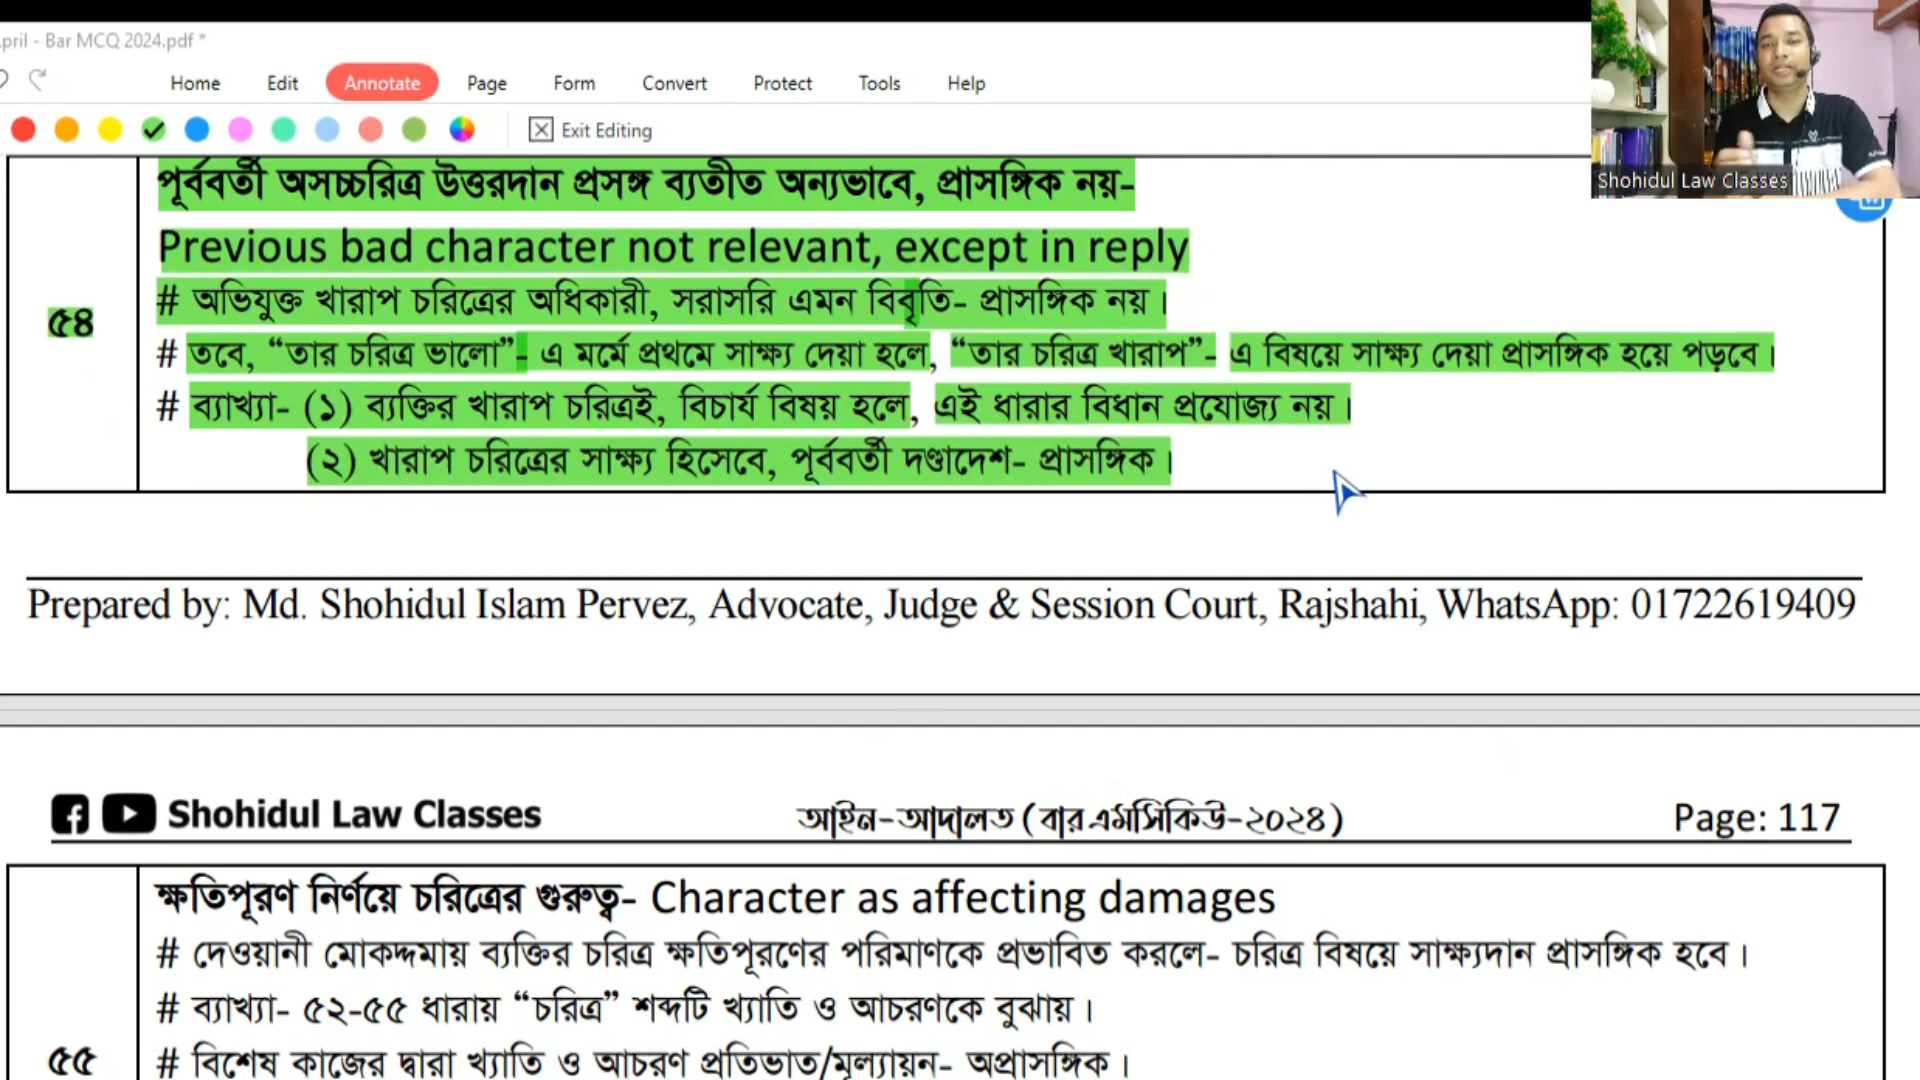 pril - Bar MCQ 2024.pdf *
Home Edit Annotate Page Form Convert Protect Tools Help
Exit Editing
Shohidul Law Classes
পূর্ববর্তী অসচ্চরিত্র উত্তরদান প্রসঙ্গ ব্যতীত অন্যভাবে, প্রাসঙ্গিক নয়-
Previous bad character not relevant, except in reply
# অভিযুক্ত খারাপ চরিত্রের অধিকারী, সরাসরি এমন বিবৃতি- প্রাসঙ্গিক নয়।
৫৪
# তবে, “তার চরিত্র ভালো”- এ মর্মে প্রথমে সাক্ষ্য দেয়া হলে, “তার চরিত্র খারাপ”- এ বিষয়ে সাক্ষ্য দেয়া প্রাসঙ্গিক হয়ে পড়বে।
# ব্যাখ্যা- (১) ব্যক্তির খারাপ চরিত্রই, বিচার্য বিষয় হলে, এই ধারার বিধান প্রযোজ্য নয়।
(২) খারাপ চরিত্রের সাক্ষ্য হিসেবে, পূর্ববর্তী দণ্ডাদেশ- প্রাসঙ্গিক।
Prepared by: Md. Shohidul Islam Pervez, Advocate, Judge & Session Court, Rajshahi, WhatsApp: 01722619409
Shohidul Law Classes আইন-আদালত (বার এমসিকিউ-২০২৪) Page: 117
ক্ষতিপূরণ নির্ণয়ে চরিত্রের গুরুত্ব- Character as affecting damages
# দেওয়ানী মোকদ্দমায় ব্যক্তির চরিত্র ক্ষতিপূরণের পরিমাণকে প্রভাবিত করলে- চরিত্র বিষয়ে সাক্ষ্যদান প্রাসঙ্গিক হবে।
# ব্যাখ্যা- ৫২-৫৫ ধারায় “চরিত্র” শব্দটি খ্যাতি ও আচরণকে বুঝায়।
৫৫
# বিশেষ কাজের দ্বারা খ্যাতি ও আচরণ প্রতিভাত/মূল্যায়ন- অপ্রাসঙ্গিক।